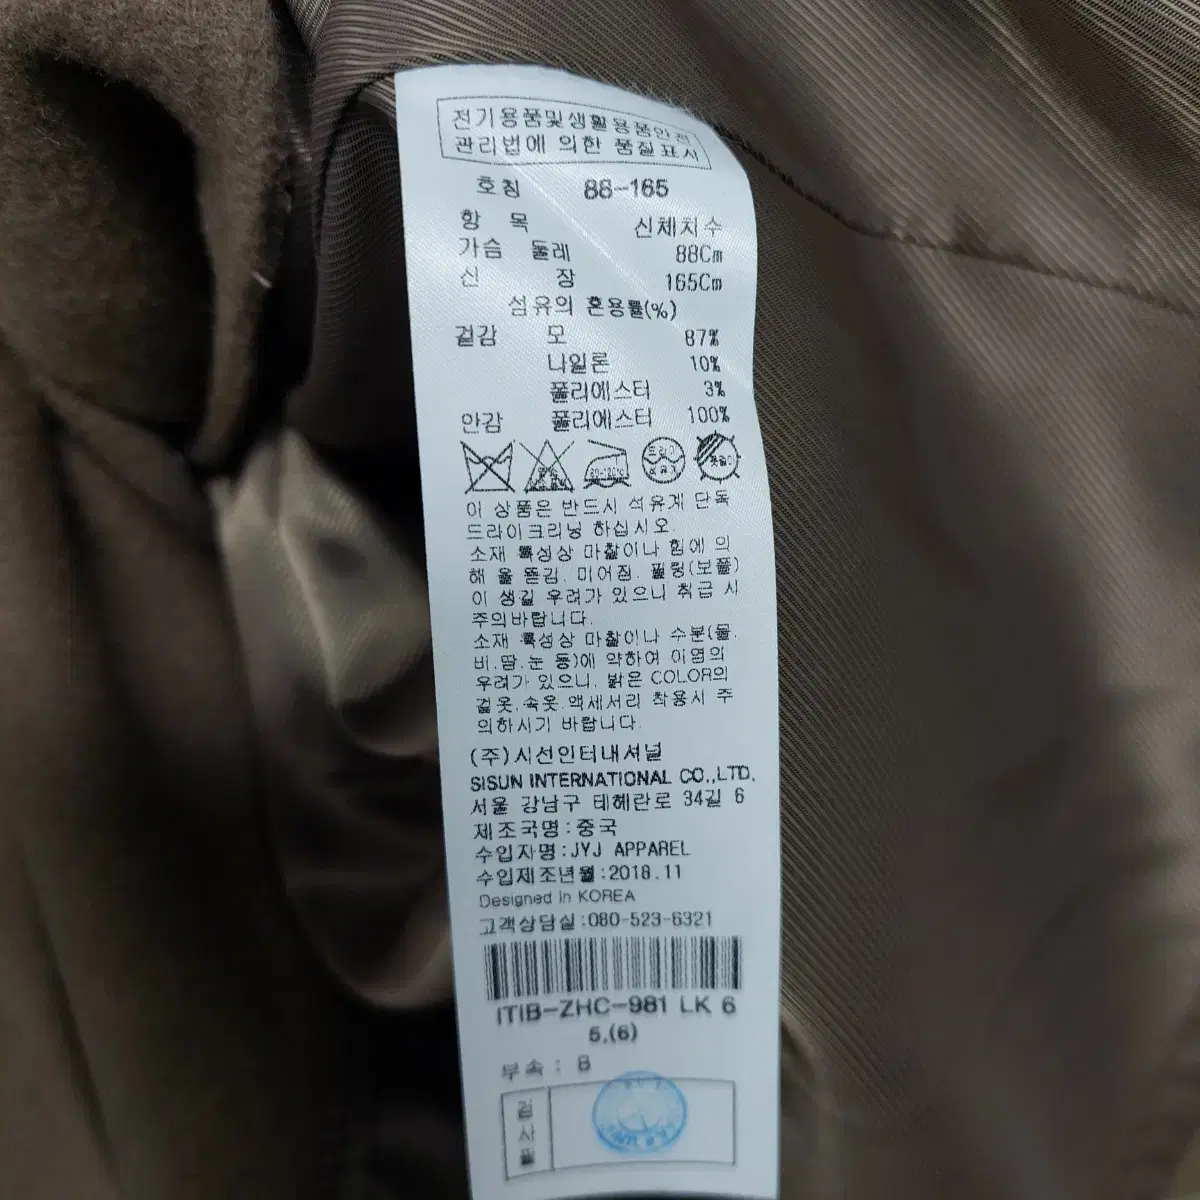 전기용품및생활용품안전
관리법에 의한 품질표시
호칭 88-165
항 목 신체치수
가슴 둘레 88Cm
신 장 165Cm
섬유의 혼용률(%)
겉감 모 87%
나일론 10%
폴리에스터 3%
안감 폴리에스터 100%
드라이
석유계
이 상품은 반드시 석유계 단독
드라이크리닝 하십시오.
소재 특성상 마찰이나 힘에 의
해 올 뜯김. 미어짐. 필링(보풀)
이 생길 우려가 있으니 취급 시
주의바랍니다.
소재 특성상 마찰이나 수분(물.
비.땀.눈 등)에 약하여 이염의
우려가 있으니. 밝은 COLOR의
겉옷.속옷.액세서리 착용시 주
의하시기 바랍니다.
(주)시선인터내셔널
SISUN INTERNATIONAL CO.,LTD.
서울 강남구 테헤란로 34길 6
제조국명:중국
수입자명:JYJ APPAREL
수입제조년월:2018.11
Designed in KOREA
고객상담실:080-523-6321
ITIB-ZHC-981 LK 6
5,(6)
부속 : 8
검사필